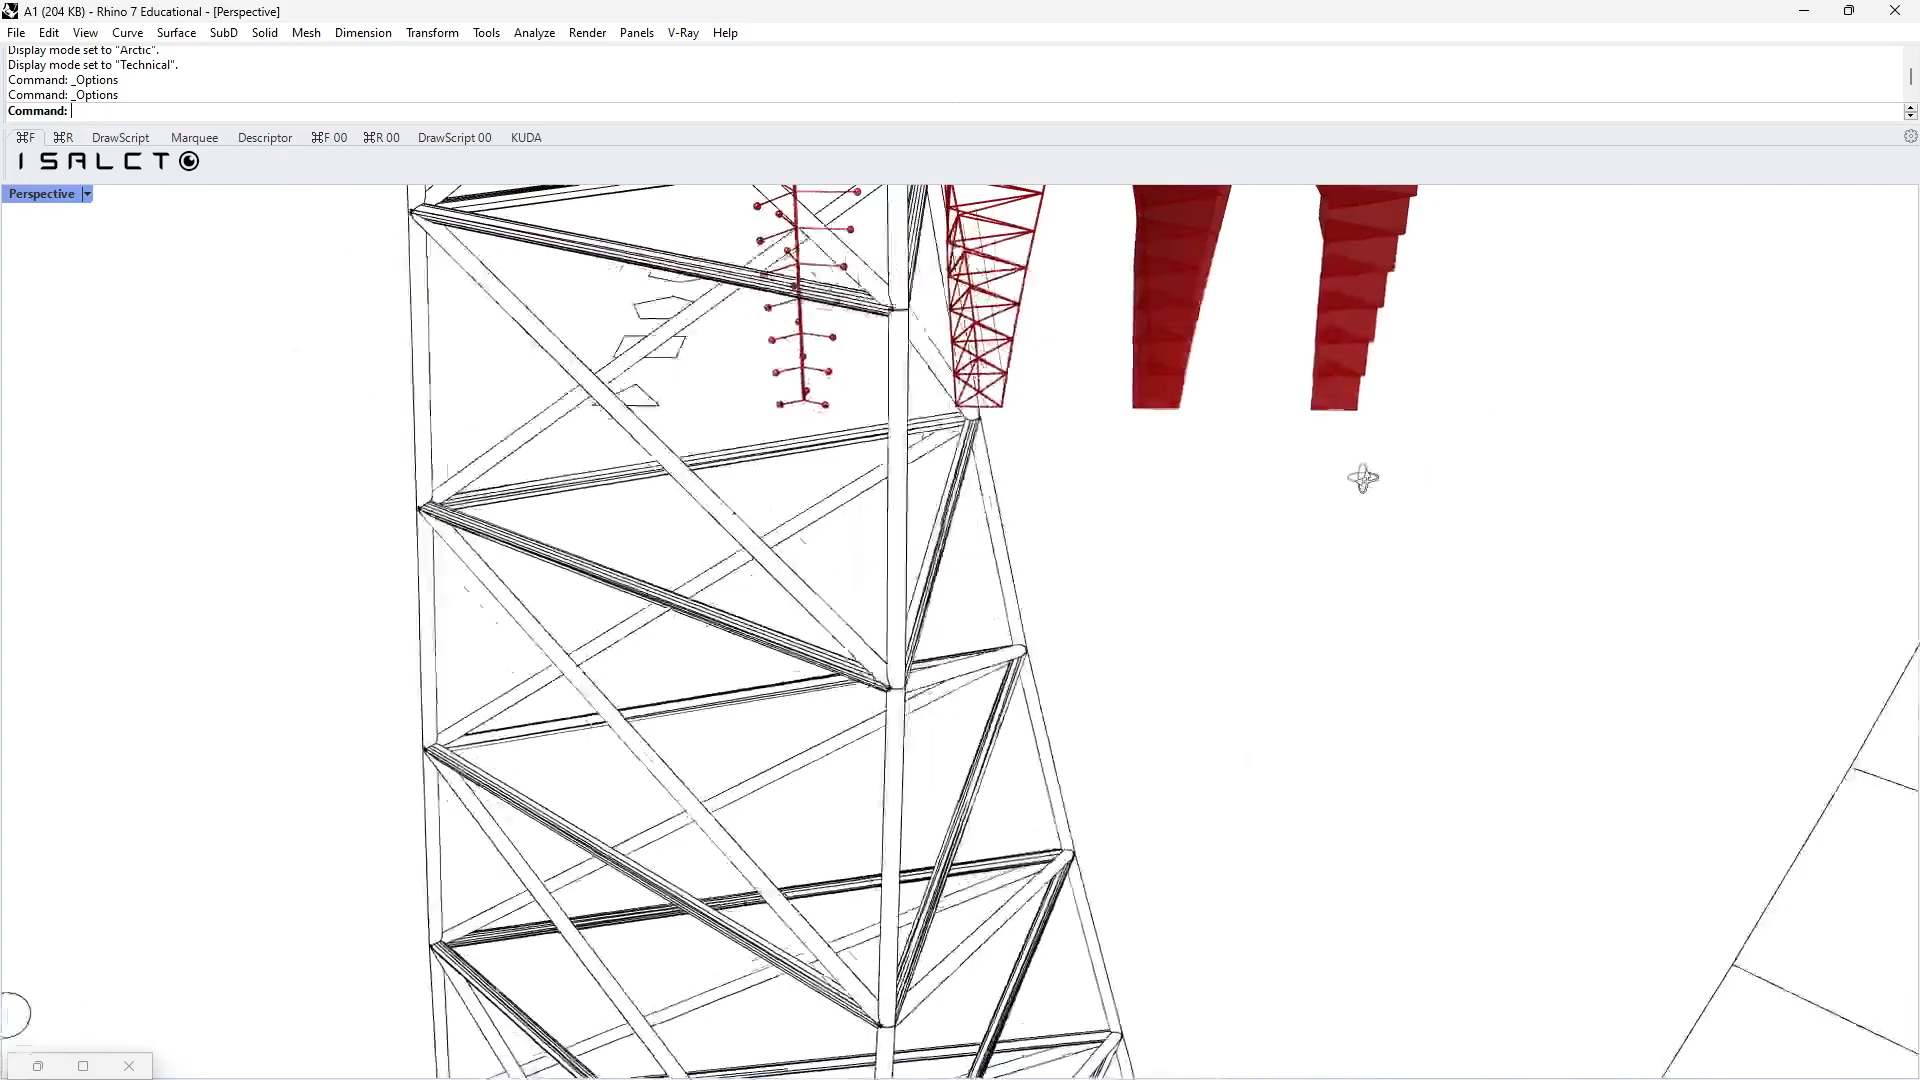 A1 (204 KB) - Rhino 7 Educational - [Perspective]
File Edit View Curve Surface SubD Solid Mesh Dimension Transform Tools Analyze Render Panels V-Ray Help
Display mode set to "Arctic".
Display mode set to "Technical".
Command: _Options
Command: _Options
Command:
⌘F ⌘R DrawScript Marquee Descriptor ⌘F 00 ⌘R 00 DrawScript 00 KUDA
I S A L C T
Perspective